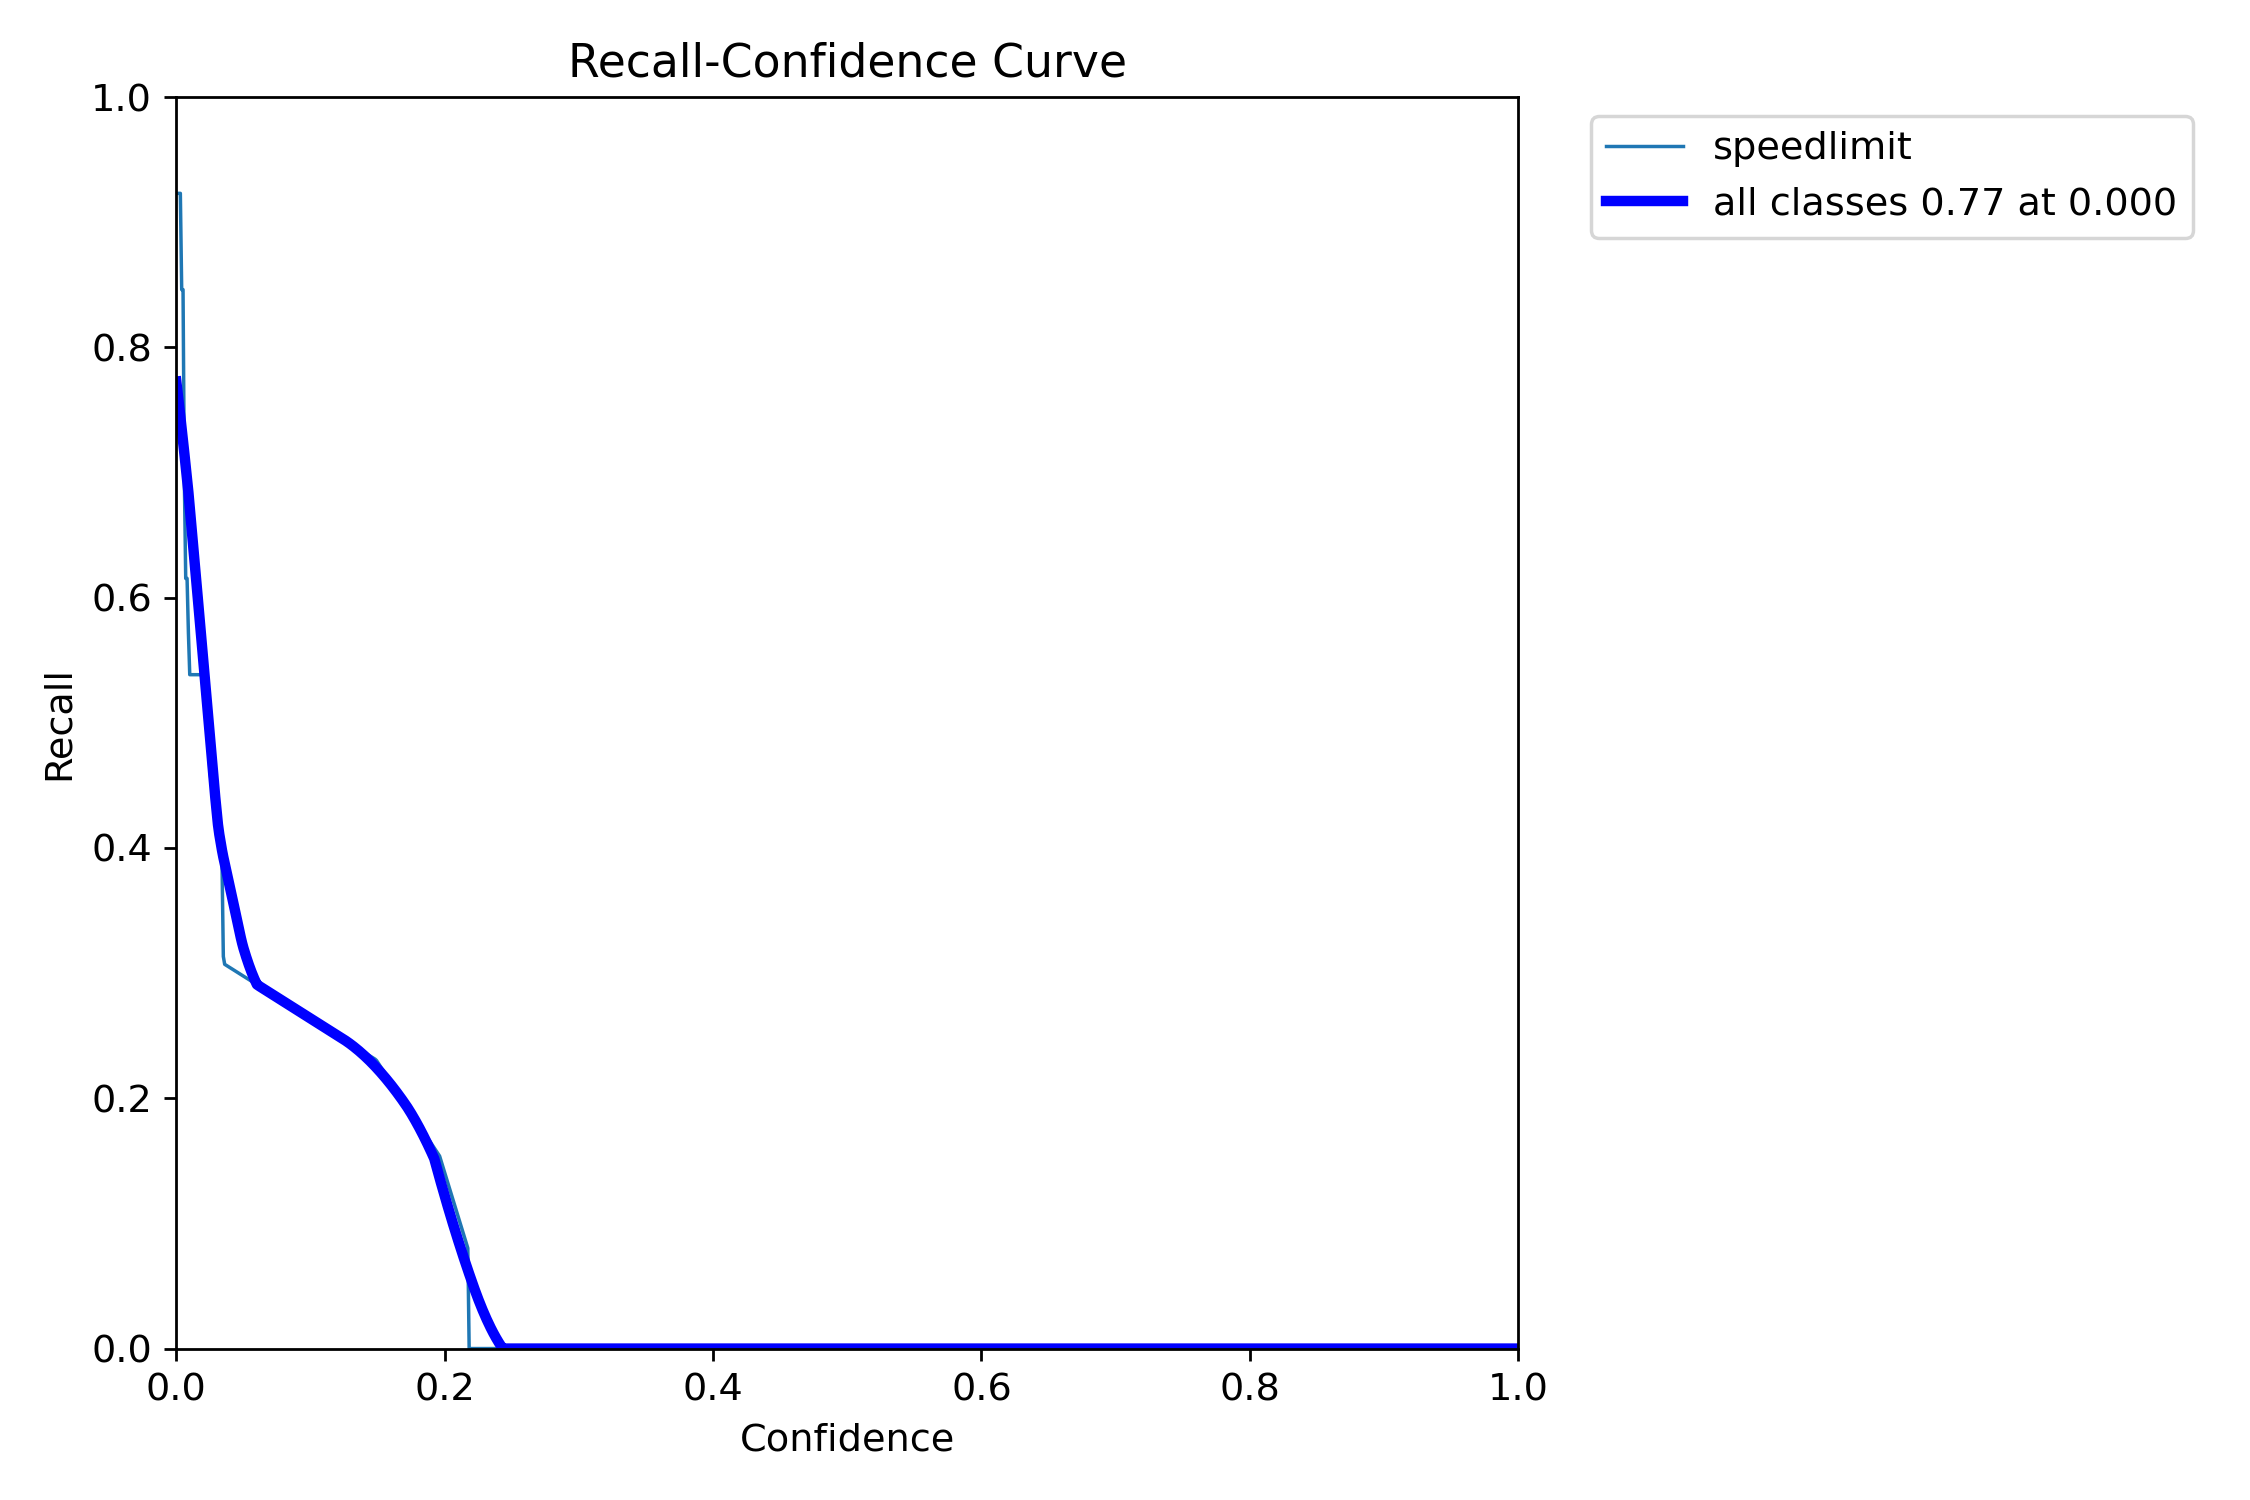 Recall-Confidence Curve
speedlimit
all classes 0.77 at 0.000
1.0
0.8
0.6
0.4
0.2
0.0
Recall
0.0 0.2 0.4 0.6 0.8 1.0
Confidence